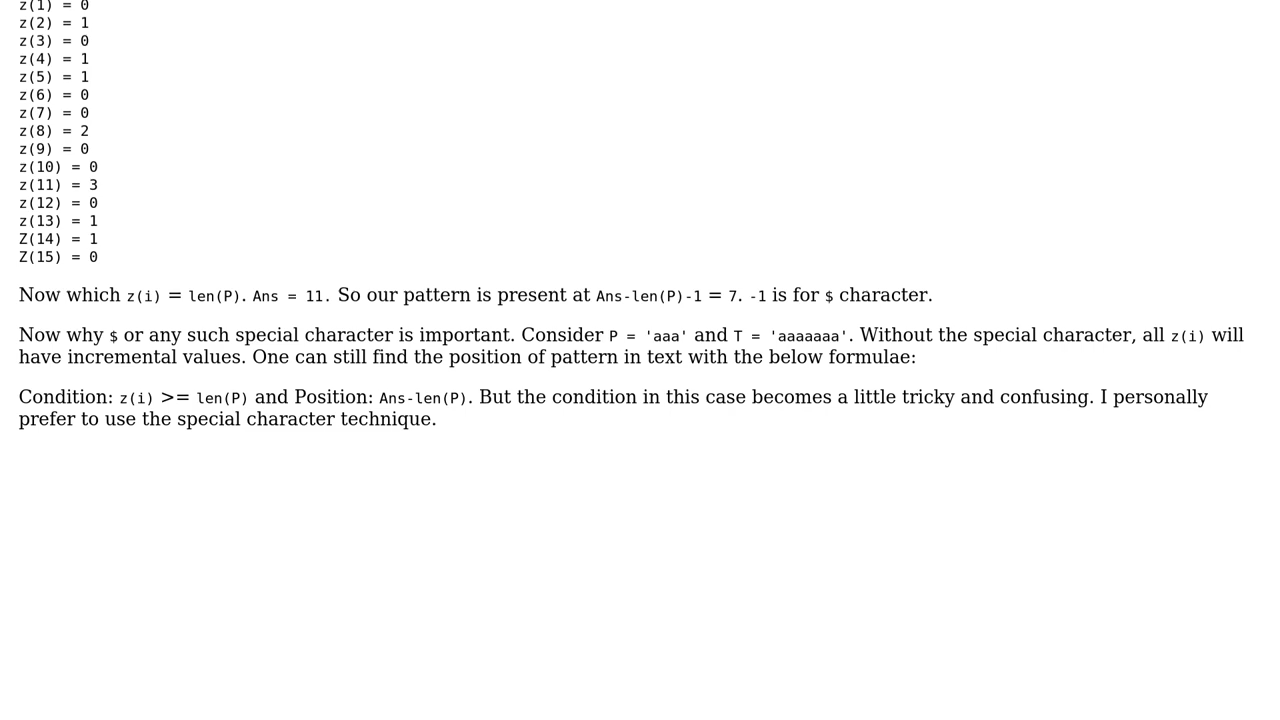 z(1) = 0
z(2) = 1
z(3) = 0
z(4) = 1
z(5) = 1
z(6) = 0
z(7) = 0
z(8) = 2
z(9) = 0
z(10) = 0
z(11) = 3
z(12) = 0
z(13) = 1
Z(14) = 1
Z(15) = 0
Now which z(i) = len(P). Ans = 11. So our pattern is present at Ans-len(P)-1 = 7. -1 is for $ character.
Now why $ or any such special character is important. Consider P = 'aaa' and T = 'aaaaaaa'. Without the special character, all z(i) will
have incremental values. One can still find the position of pattern in text with the below formulae:
Condition: z(i) >= len(P) and Position: Ans-len(P). But the condition in this case becomes a little tricky and confusing. I personally
prefer to use the special character technique.